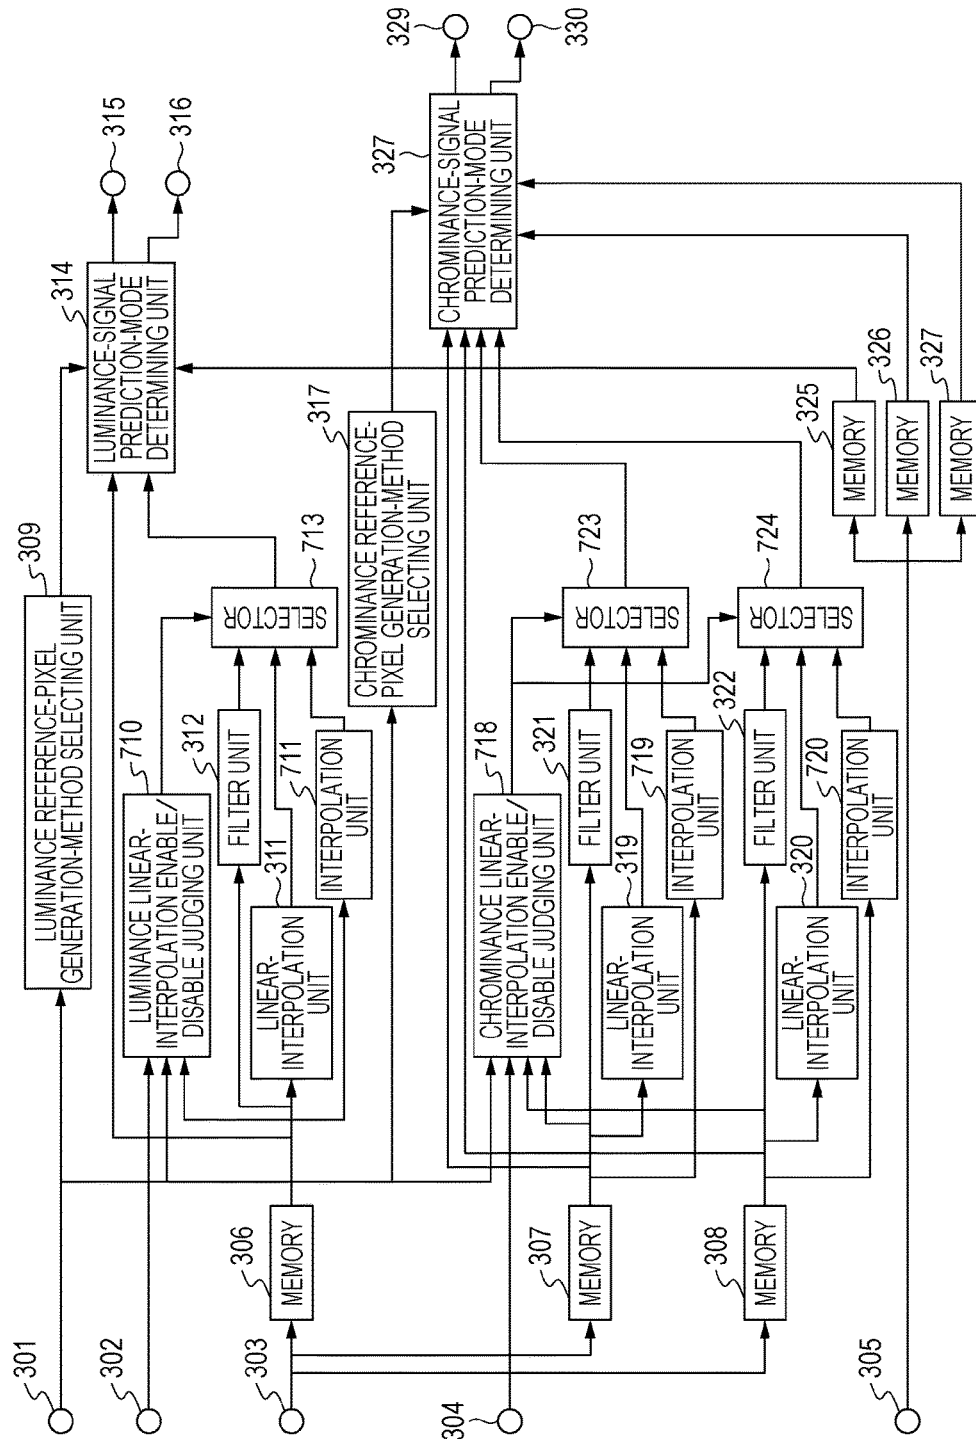 301
302
303
304
305
306
MEMORY
307
MEMORY
308
MEMORY
309
LUMINANCE REFERENCE-PIXEL
GENERATION-METHOD SELECTING UNIT
710
LUMINANCE LINEAR-
INTERPOLATION ENABLE/
DISABLE JUDGING UNIT
312
FILTER UNIT
311
LINEAR-
INTERPOLATION
UNIT
711
INTERPOLATION
UNIT
713
SELECTOR
314
LUMINANCE-SIGNAL
PREDICTION-MODE
DETERMINING UNIT
315
316
317
CHROMINANCE REFERENCE-
PIXEL GENERATION-METHOD
SELECTING UNIT
718
CHROMINANCE LINEAR-
INTERPOLATION ENABLE/
DISABLE JUDGING UNIT
321
FILTER UNIT
319
LINEAR-
INTERPOLATION
UNIT
719
INTERPOLATION
UNIT
723
SELECTOR
322
FILTER UNIT
320
LINEAR-
INTERPOLATION
UNIT
720
INTERPOLATION
UNIT
724
SELECTOR
325
MEMORY
326
MEMORY
327
MEMORY
327
CHROMINANCE-SIGNAL
PREDICTION-MODE
DETERMINING UNIT
329
330